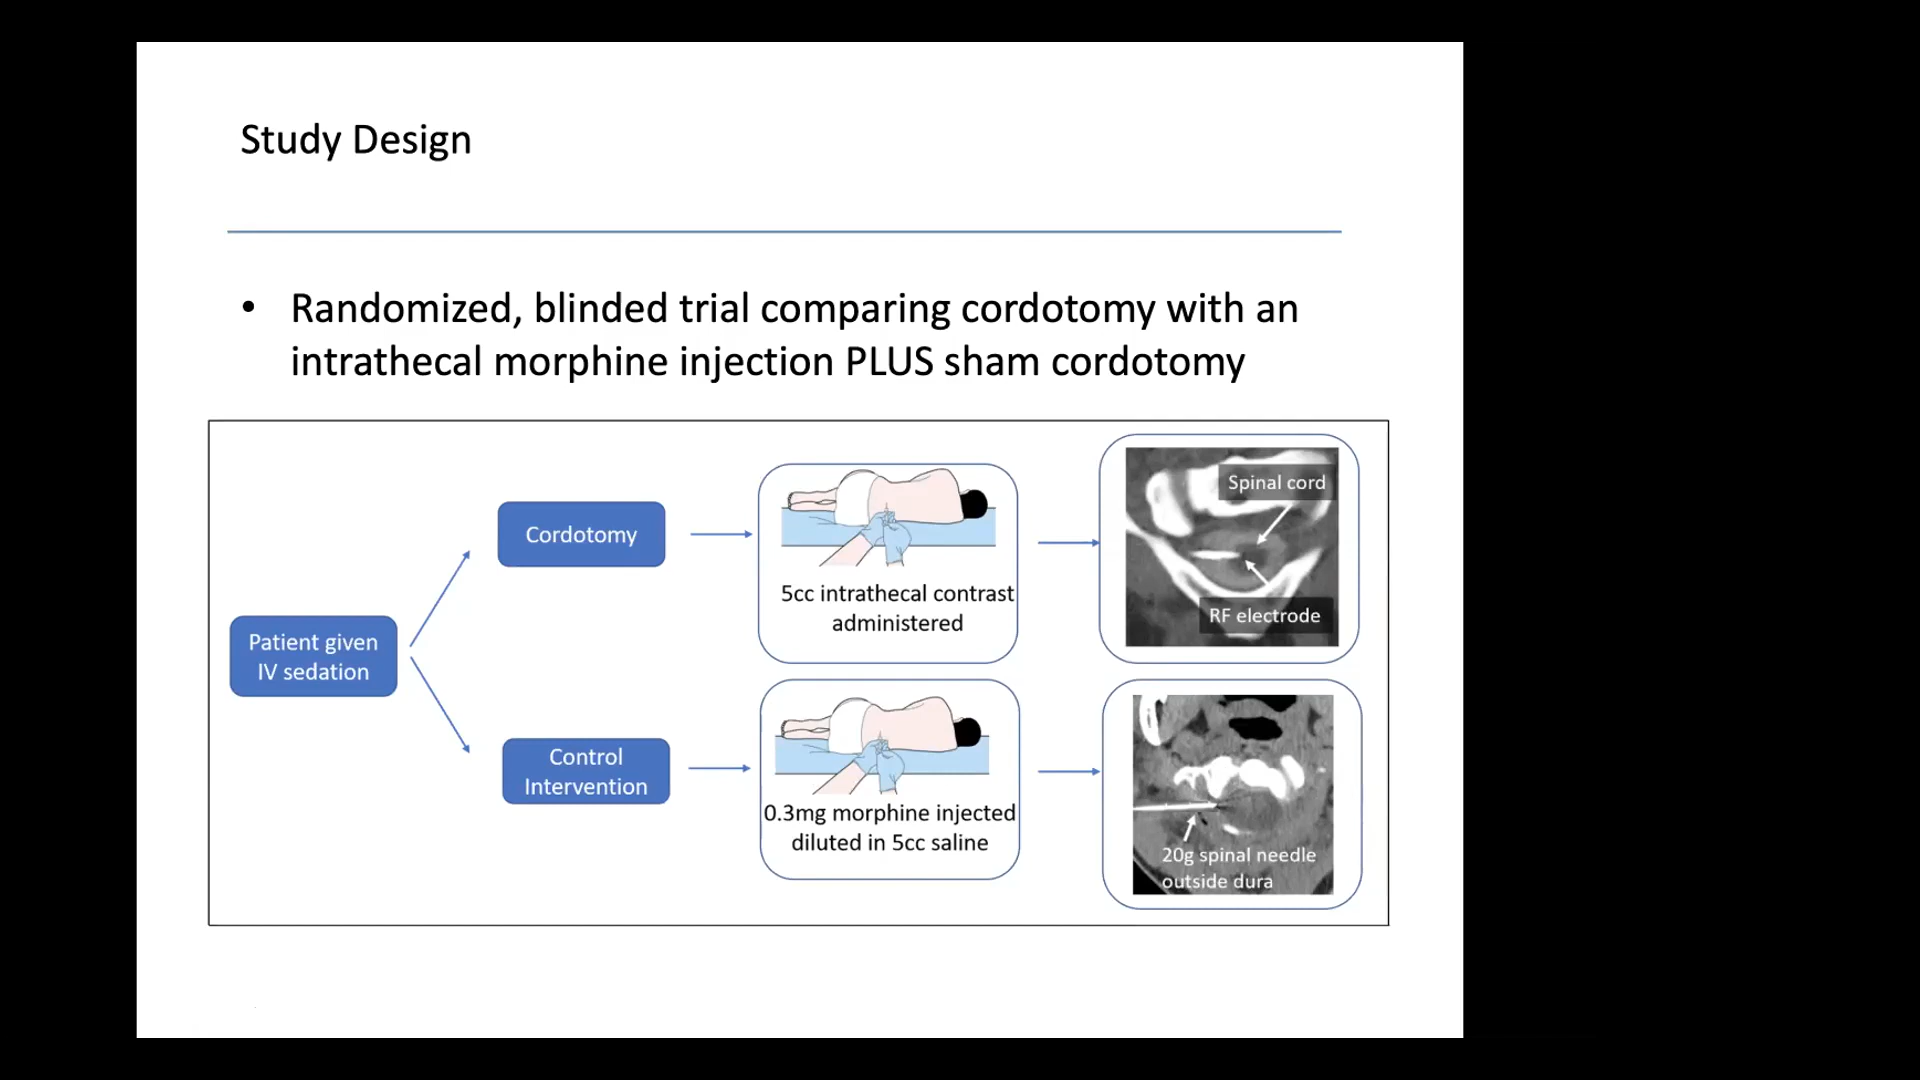 Study Design
• Randomized, blinded trial comparing cordotomy with an
intrathecal morphine injection PLUS sham cordotomy
Patient given
IV sedation
Cordotomy
5cc intrathecal contrast
administered
Spinal cord
RF electrode
Control
Intervention
0.3mg morphine injected
diluted in 5cc saline
20g spinal needle
outside dura